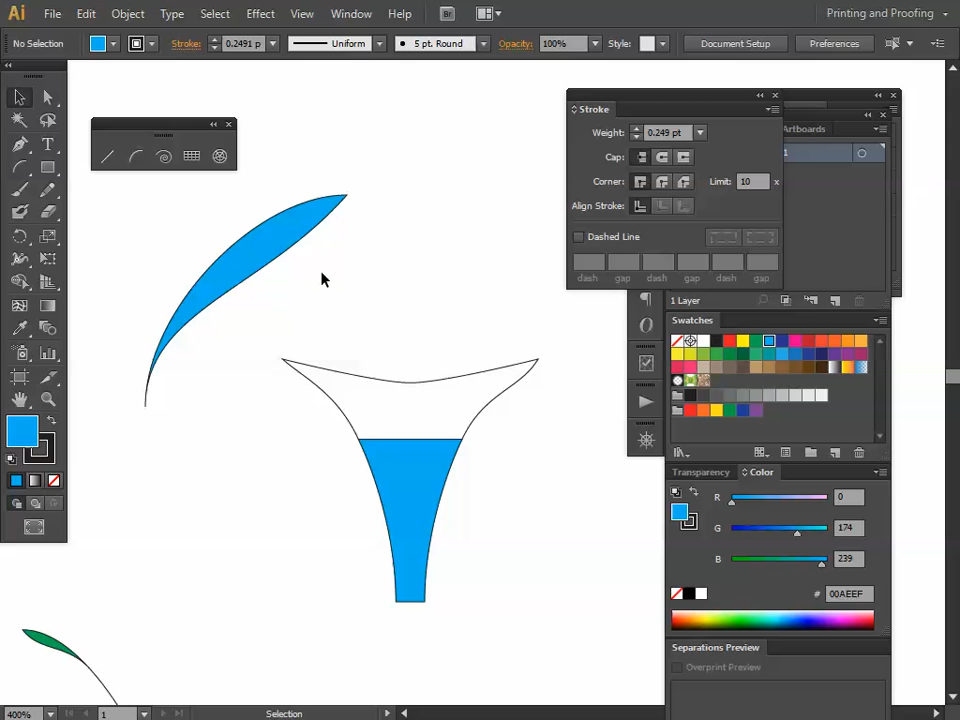 Ai File Edit Object Type Select Effect View Window Help Br Printing and Proofing
No Selection Stroke: 0.2491 p Uniform 5 pt. Round Opacity: 100% Style: Document Setup Preferences
Stroke
Artboards
Weight: 0.249 pt
1
Cap:
Corner: Limit: 10 x
Align Stroke:
Dashed Line
dash gap dash gap dash gap
1 Layer
Swatches
Transparency Color
R 0
G 174
B 239
# 00AEEF
Separations Preview
Overprint Preview
400% 1 Selection